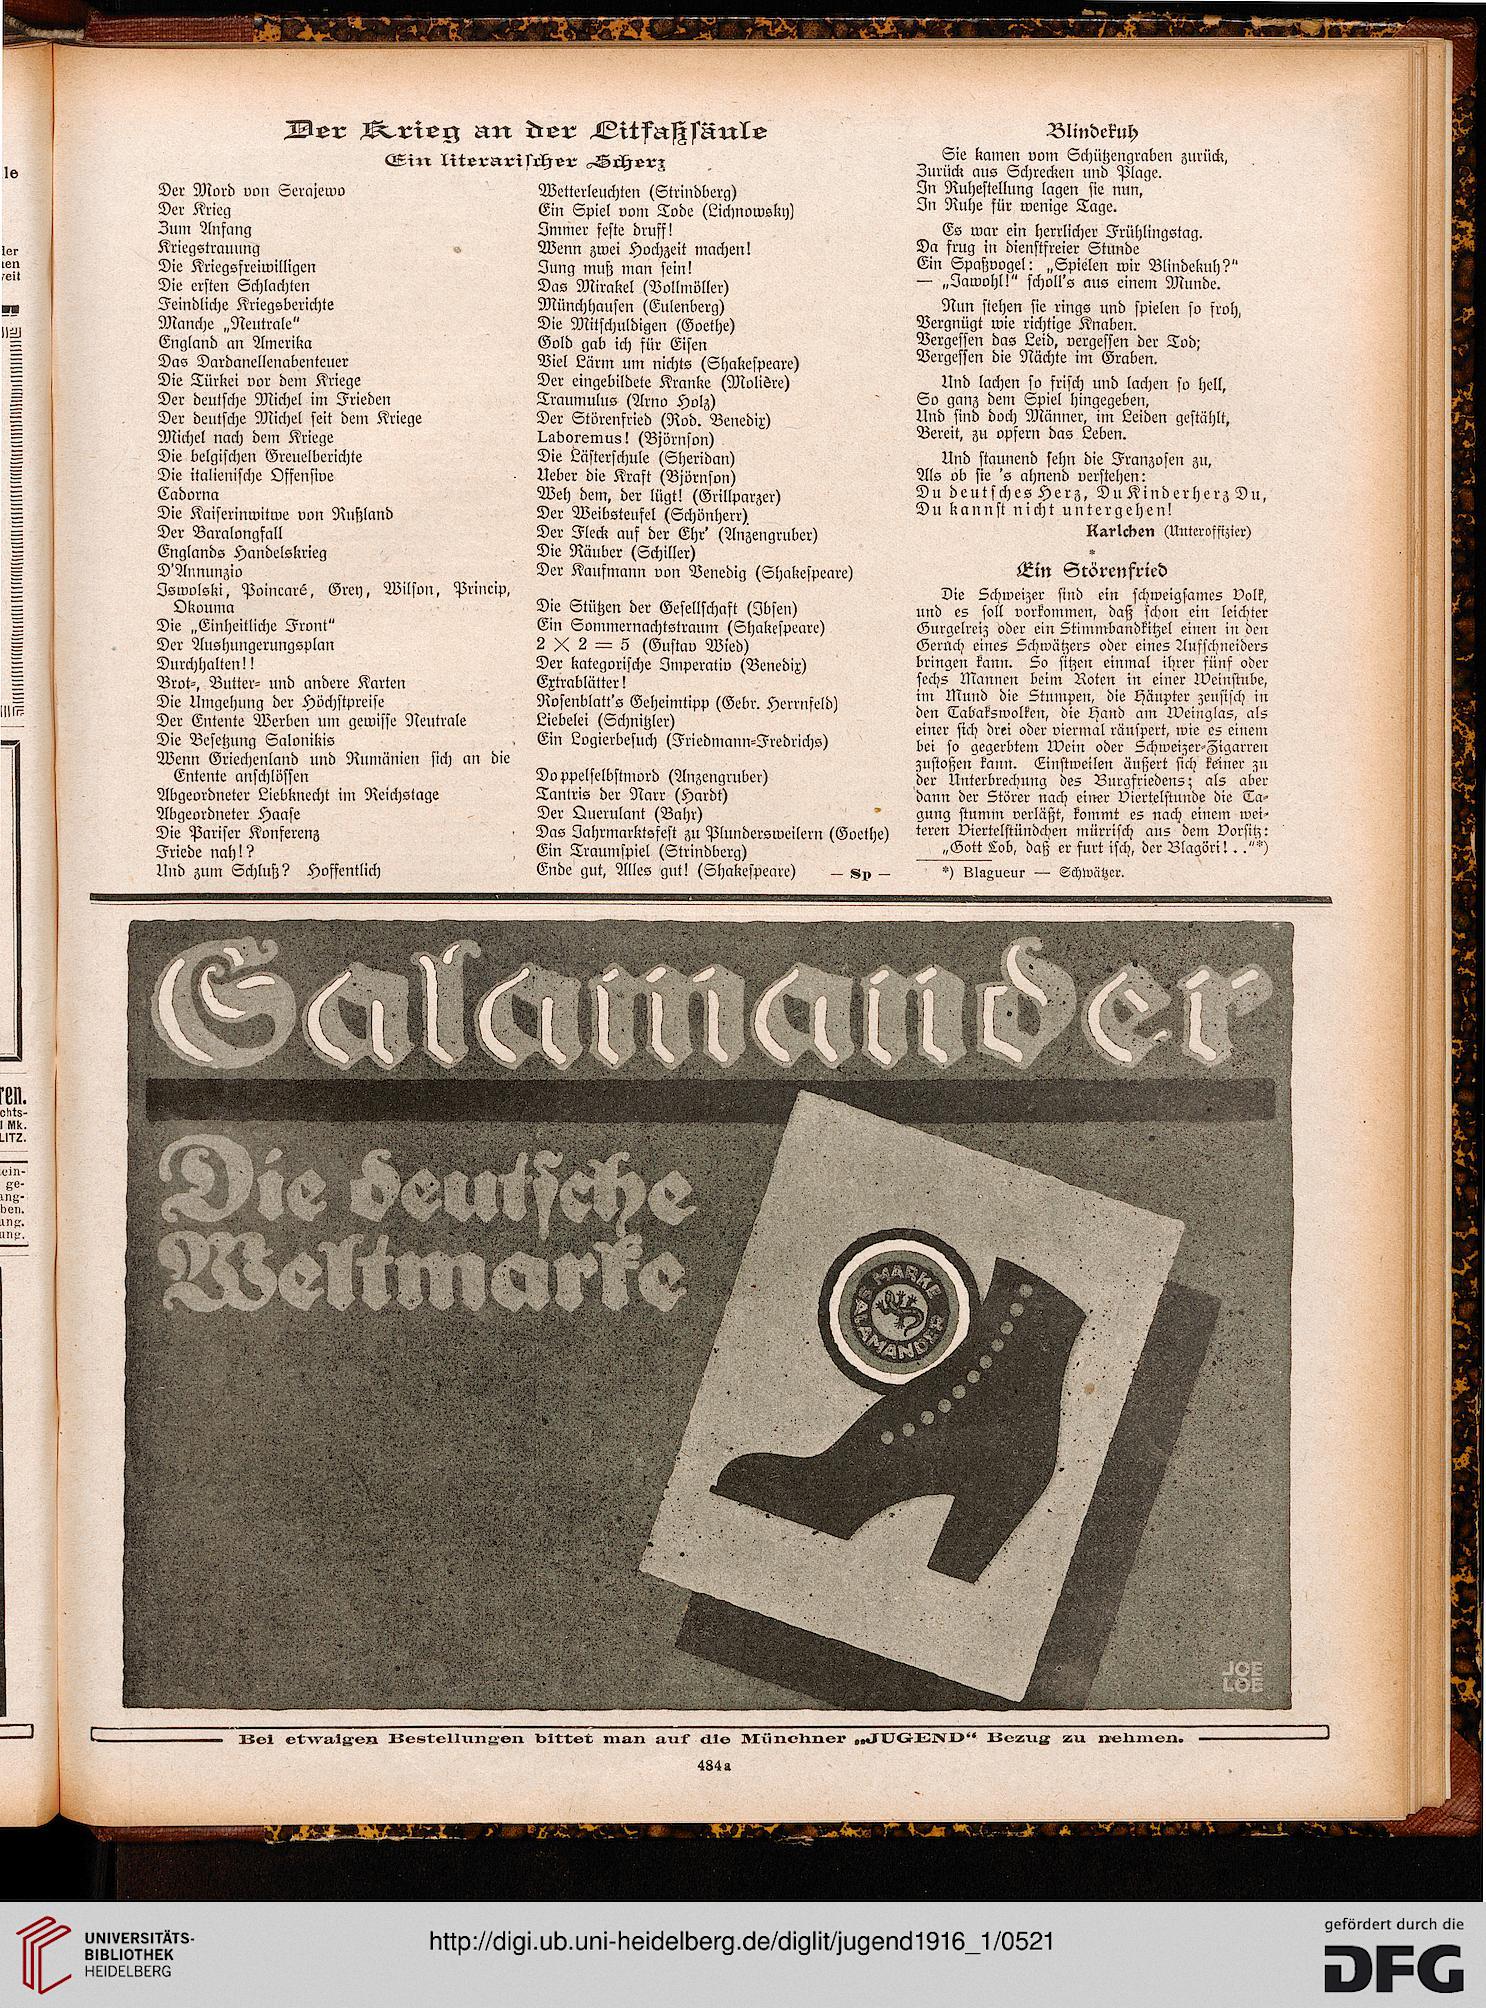 Der Krieg an der Litfaßsäule
Ein literarischer Scherz
Der Mord von Serajewo
Wetterleuchten (Strindberg)
Der Krieg
Ein Spiel vom Tode (Lichnowsky)
Zum Anfang
Immer feste druff!
Kriegstrauung
Wenn zwei Hochzeit machen!
Die Kriegsfreiwilligen
Jung muß man sein!
Die ersten Schlachten
Das Mirakel (Vollmöller)
Feindliche Kriegsberichte
Münchhausen (Eulenberg)
Manche „Neutrale“
Die Mitschuldigen (Goethe)
England an Amerika
Gold gab ich für Eisen
Das Dardanellenabenteuer
Viel Lärm um nichts (Shakespeare)
Die Türkei vor dem Kriege
Der eingebildete Kranke (Molière)
Der deutsche Michel im Frieden
Traumulus (Arno Holz)
Der deutsche Michel seit dem Kriege
Der Störenfried (Rod. Benedix)
Michel nach dem Kriege
Laboremus! (Björnson)
Die belgischen Greuelberichte
Die Lästerschule (Sheridan)
Die italienische Offensive
Ueber die Kraft (Björnson)
Cadorna
Weh dem, der lügt! (Grillparzer)
Die Kaiserinwitwe von Rußland
Der Weibsteufel (Schönherr)
Der Baralongfall
Der Fleck auf der Ehr' (Anzengruber)
Englands Handelskrieg
Die Räuber (Schiller)
D'Annunzio
Der Kaufmann von Venedig (Shakespeare)
Iswolski, Poincaré, Grey, Wilson, Princip,
Okouma
Die Stützen der Gesellschaft (Ibsen)
Die „Einheitliche Front“
Ein Sommernachtstraum (Shakespeare)
Der Aushungerungsplan
2 × 2 = 5 (Gustav Wied)
Durchhalten!!
Der kategorische Imperativ (Benedix)
Brot-, Butter- und andere Karten
Extrablätter!
Die Umgehung der Höchstpreise
Rosenblatt's Geheimtipp (Gebr. Herrnfeld)
Der Entente Werben um gewisse Neutrale
Liebelei (Schnitzler)
Die Besetzung Salonikis
Ein Logierbesuch (Friedmann-Fredrichs)
Wenn Griechenland und Rumänien sich an die
Entente anschlössen
Doppelselbstmord (Anzengruber)
Abgeordneter Liebknecht im Reichstage
Tantris der Narr (Hardt)
Abgeordneter Haase
Der Querulant (Bahr)
Die Pariser Konferenz
Das Jahrmarktsfest zu Plundersweilern (Goethe)
Friede nah!?
Ein Traumspiel (Strindberg)
Und zum Schluß? Hoffentlich
Ende gut, Alles gut! (Shakespeare)
— Sp —
Blindekuh
Sie kamen vom Schützengraben zurück,
Zurück aus Schrecken und Plage.
In Ruhestellung lagen sie nun,
In Ruhe für wenige Tage.
Es war ein herrlicher Frühlingstag.
Da frug in dienstfreier Stunde
Ein Spaßvogel: „Spielen wir Blindekuh?“
— „Jawohl!“ scholl's aus einem Munde.
Nun stehen sie rings und spielen so froh,
Vergnügt wie richtige Knaben.
Vergessen das Leid, vergessen der Tod;
Vergessen die Nächte im Graben.
Und lachen so frisch und lachen so hell,
So ganz dem Spiel hingegeben,
Und sind doch Männer, im Leiden gestählt,
Bereit, zu opfern das Leben.
Und staunend sehn die Franzosen zu,
Als ob sie 's ahnend verstehen:
Du deutsches Herz, Du Kinderherz Du,
Du kannst nicht untergehen!
Karlchen (Unteroffizier)
*
Ein Störenfried
Die Schweizer sind ein schweigsames Volk,
und es soll vorkommen, daß schon ein leichter
Gurgelreiz oder ein Stimmbandkitzel einen in den
Geruch eines Schwätzers oder eines Aufschneiders
bringen kann. So sitzen einmal ihrer fünf oder
sechs Mannen beim Roten in einer Weinstube,
im Mund die Stumpen, die Häupter zeusisch in
den Tabakswolken, die Hand am Weinglas, als
einer sich drei oder viermal räuspert, wie es einem
bei so gegerbtem Wein oder Schweizer-Zigarren
zustoßen kann. Einstweilen äußert sich keiner zu
der Unterbrechung des Burgfriedens; als aber
dann der Störer nach einer Viertelstunde die Ta-
gung stumm verläßt, kommt es nach einem wei-
teren Viertelstündchen mürrisch aus dem Vorsitz:
„Gott Lob, daß er furt isch, der Blagöri!..“*)
*) Blagueur — Schwätzer.
Salamander
Die deutsche
Weltmarke
MARKE
SALAMANDER
JOE
LOE
Bei etwaigen Bestellungen bittet man auf die Münchner „JUGEND“ Bezug zu nehmen.
484a
le
ler
ien
veit
ren.
chts-
1 Mk.
LITZ.
ein-
ge-
ang-
ben.
ung.
ung.
UNIVERSITÄTS-
BIBLIOTHEK
HEIDELBERG
http://digi.ub.uni-heidelberg.de/diglit/jugend1916_1/0521
gefördert durch die
DFG